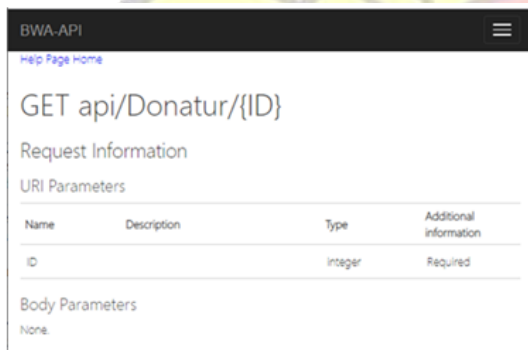 BWA-API
Help Page Home
GET api/Donatur/{ID}
Request Information
URI Parameters
Name Description Type Additional information
ID integer Required
Body Parameters
None.